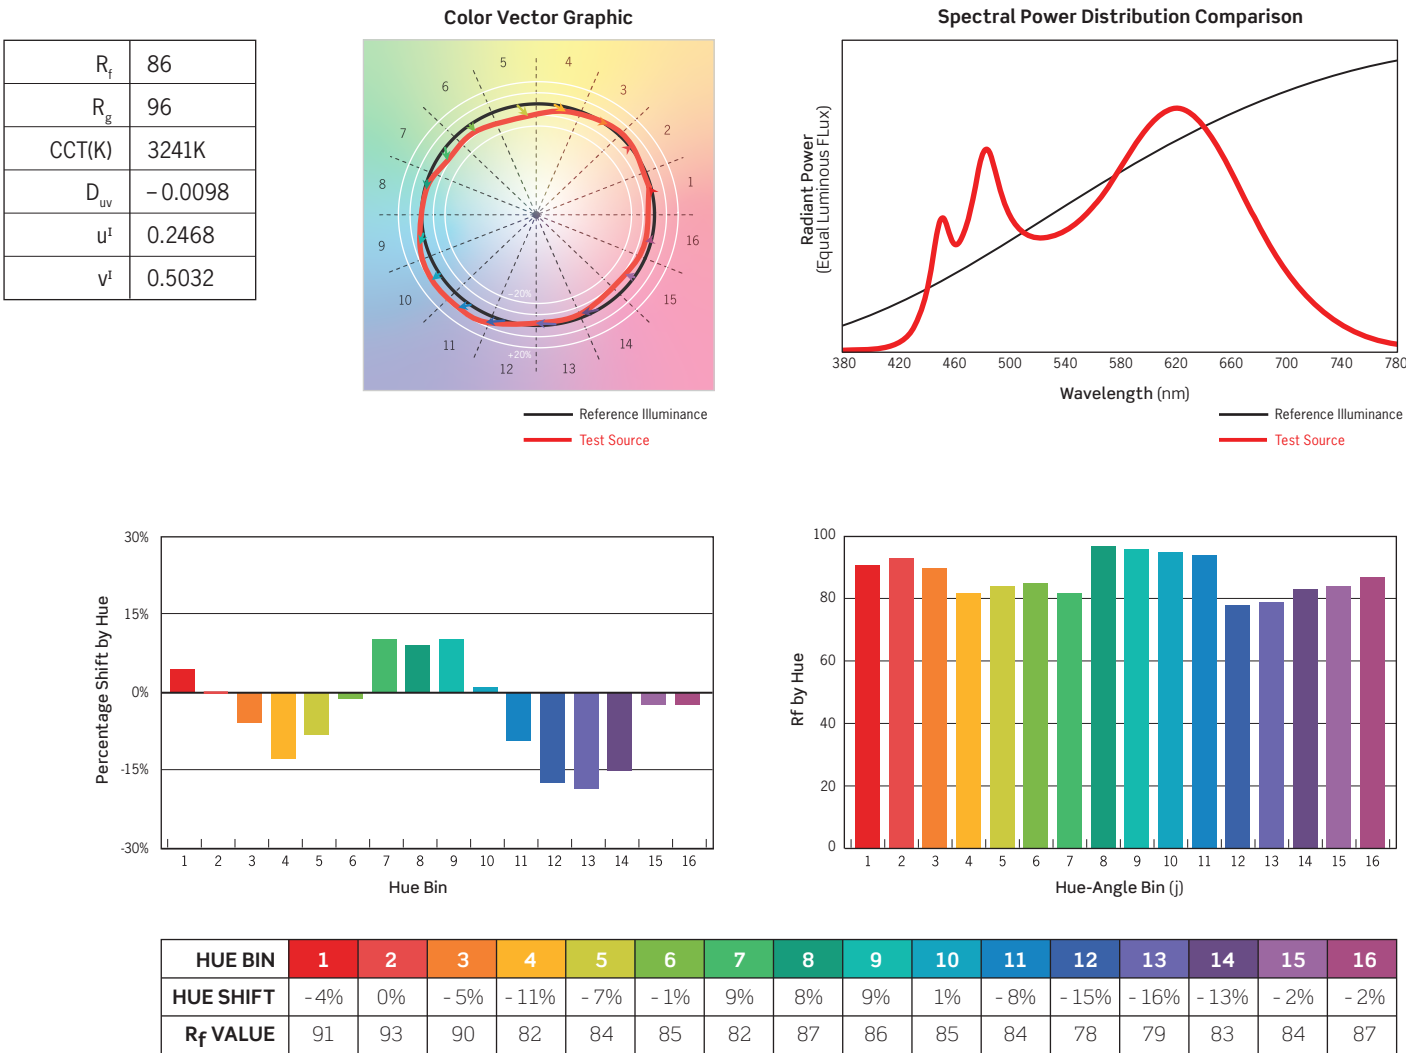 Color Vector Graphic
Spectral Power Distribution Comparison
Rf 86
Rg 96
CCT(K) 3241K
Duv −0.0098
uᴵ 0.2468
vᴵ 0.5032
5 4
6 3
7 2
8 1
9 16
10 15
11 14
12 13
-20%
+20%
Reference Illuminance
Test Source
Radiant Power
(Equal Luminous FLux)
380 420 460 500 540 580 620 660 700 740 780
Wavelength (nm)
Reference Illuminance
Test Source
Percentage Shift by Hue
30%
15%
0%
-15%
-30%
1 2 3 4 5 6 7 8 9 10 11 12 13 14 15 16
Hue Bin
Rf by Hue
100
80
60
40
20
0
1 2 3 4 5 6 7 8 9 10 11 12 13 14 15 16
Hue-Angle Bin (j)
HUE BIN 1 2 3 4 5 6 7 8 9 10 11 12 13 14 15 16
HUE SHIFT -4% 0% -5% -11% -7% -1% 9% 8% 9% 1% -8% -15% -16% -13% -2% -2%
Rf VALUE 91 93 90 82 84 85 82 87 86 85 84 78 79 83 84 87